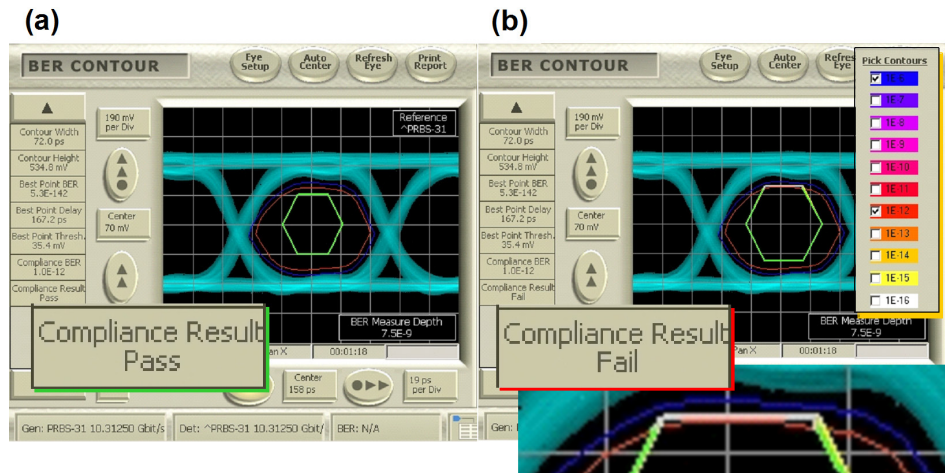 (a)
BER CONTOUR
Eye Setup
Auto Center
Refresh Eye
Print Report
Contour Width
72.0 ps
Contour Height
534.8 mV
Best Point BER
5.3E-142
Best Point Delay
167.2 ps
Best Point Thresh.
35.4 mV
Compliance BER
1.0E-12
Compliance Result
Pass
190 mV
per Div
Center
70 mV
Reference
^PRBS-31
BER Measure Depth
7.5E-9
Compliance Result
Pass
Pan X
00:01:18
Center
158 ps
19 ps
per Div
Gen: PRBS-31 10.31250 Gbit/s
Det: ^PRBS-31 10.31250 Gbit/
BER: N/A
(b)
BER CONTOUR
Eye Setup
Auto Center
Refres
Eye
Contour Width
72.0 ps
Contour Height
534.8 mV
Best Point BER
5.3E-142
Best Point Delay
167.2 ps
Best Point Thresh.
35.4 mV
Compliance BER
1.0E-12
Compliance Result
Fail
190 mV
per Div
Center
70 mV
Pick Contours
1E-6
1E-7
1E-8
1E-9
1E-10
1E-11
1E-12
1E-13
1E-14
1E-15
1E-16
BER Measure Depth
7.5E-9
Compliance Result
Fail
Pan X
00:01:18
Gen: